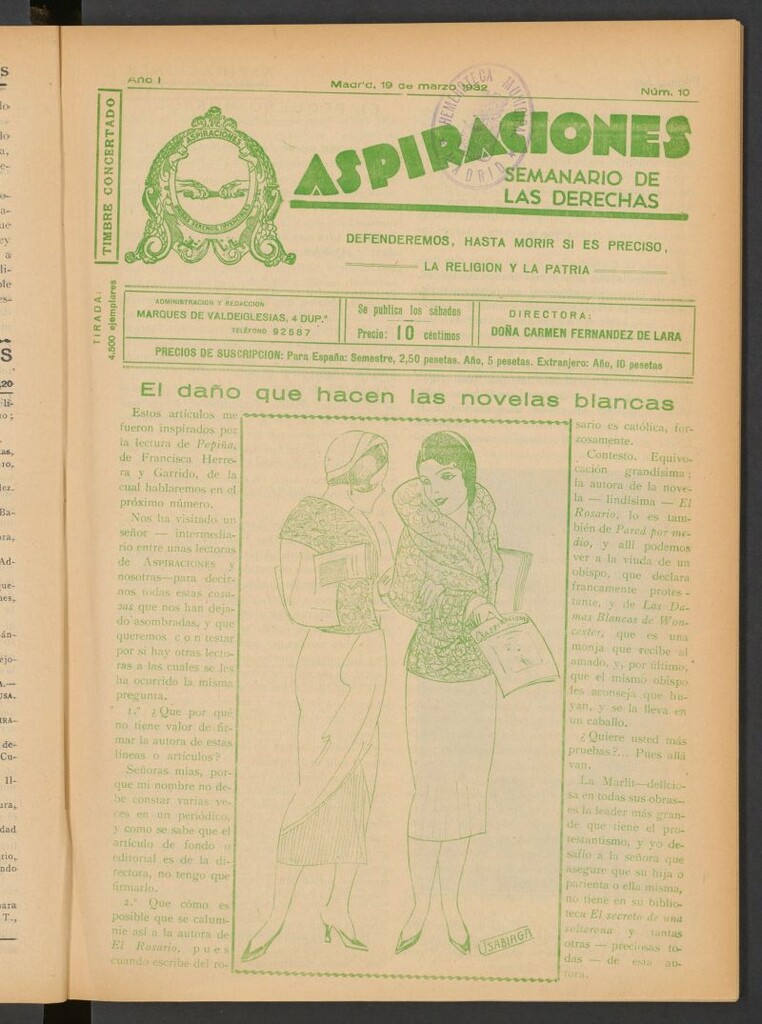 Año I
Madrid, 19 de marzo 1932
Núm. 10
TIMBRE CONCERTADO
TIRADA:
4.500 ejemplares
ASPIRACIONES
HEMEROTECA MUNICIPAL
MADRID
ASPIRACIONES
SEMANARIO DE
LAS DERECHAS
DEFENDEREMOS, HASTA MORIR SI ES PRECISO,
LA RELIGION Y LA PATRIA
ADMINISTRACION Y REDACCION
MARQUES DE VALDEIGLESIAS, 4 DUP.º
TELÉFONO 92587
Se publica los sábados
Precio: 10 céntimos
DIRECTORA:
DOÑA CARMEN FERNANDEZ DE LARA
PRECIOS DE SUSCRIPCION: Para España: Semestre, 2,50 pesetas. Año, 5 pesetas. Extranjero: Año, 10 pesetas
El daño que hacen las novelas blancas
Estos artículos me
fueron inspirados por
la lectura de Pepiña,
de Francisca Herre-
ra y Garrido, de la
cual hablaremos en el
próximo número.
Nos ha visitado un
señor — intermedia-
rio entre unas lectoras
de ASPIRACIONES y
nosotras—para decir-
nos todas estas cosa-
zas que nos han deja-
do asombradas, y que
queremos contestar
por si hay otras lecto-
ras a las cuales se les
ha ocurrido la misma
pregunta.
1.º ¿Que por qué
no tiene valor de fir-
mar la autora de estas
líneas o artículos?
Señoras mías, por-
que mi nombre no de-
be constar varias ve-
ces en un periódico,
y como se sabe que el
artículo de fondo o
editorial es de la di-
rectora, no tengo que
firmarlo.
2.º Que cómo es
posible que se calum-
nie así a la autora de
El Rosario, pues
cuando escribe del ro-
ASPIRACIONES
ISABIAGA
sario es católica, for-
zosamente.
Contesto. Equivo-
cación grandísima;
la autora de la nove-
la — lindísima — El
Rosario, lo es tam-
bién de Pared por me-
dio, y allí podemos
ver a la viuda de un
obispo, que declara
francamente protes-
tante, y de Las Da-
mas Blancas de Wor-
cester, que es una
monja que recibe al
amado, y, por último,
que el mismo obispo
les aconseja que hu-
yan, y se la lleva en
un caballo.
¿Quiere usted más
pruebas?... Pues allá
van.
La Marlit—delicio-
sa en todas sus obras—
es la leader más gran-
de que tiene el pro-
testantismo, y yo de-
safío a la señora que
asegure que su hija o
parienta o ella misma,
no tiene en su biblio-
teca El secreto de una
solterona y tantas
otras — preciosas to-
das — de esta au-
tora.